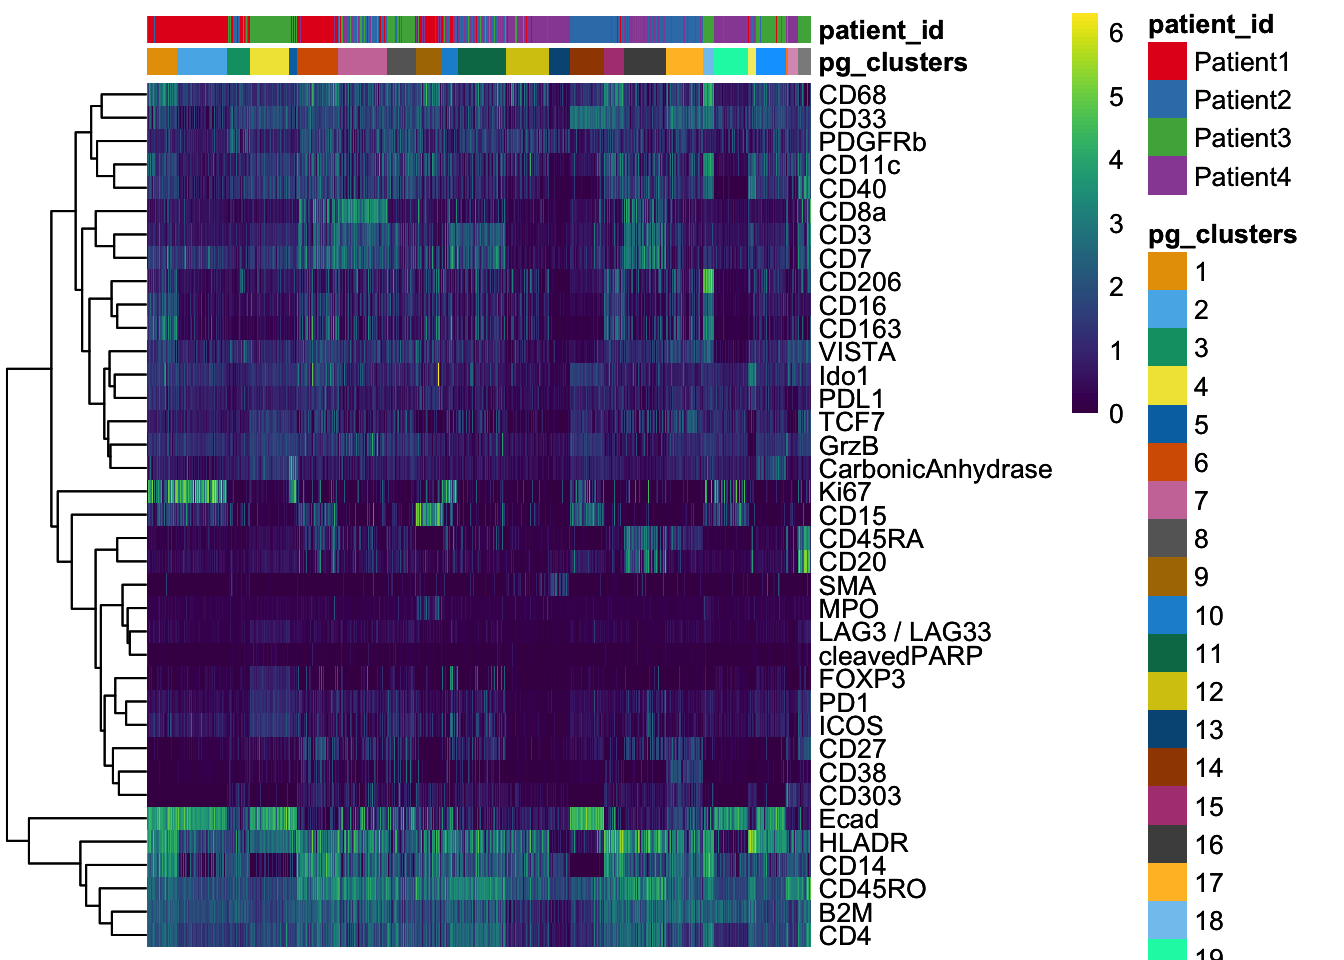 patient_id
pg_clusters
CD68
CD33
PDGFRb
CD11c
CD40
CD8a
CD3
CD7
CD206
CD16
CD163
VISTA
Ido1
PDL1
TCF7
GrzB
CarbonicAnhydrase
Ki67
CD15
CD45RA
CD20
SMA
MPO
LAG3 / LAG33
cleavedPARP
FOXP3
PD1
ICOS
CD27
CD38
CD303
Ecad
HLADR
CD14
CD45RO
B2M
CD4
6
5
4
3
2
1
0
patient_id
Patient1
Patient2
Patient3
Patient4
pg_clusters
1
2
3
4
5
6
7
8
9
10
11
12
13
14
15
16
17
18
19